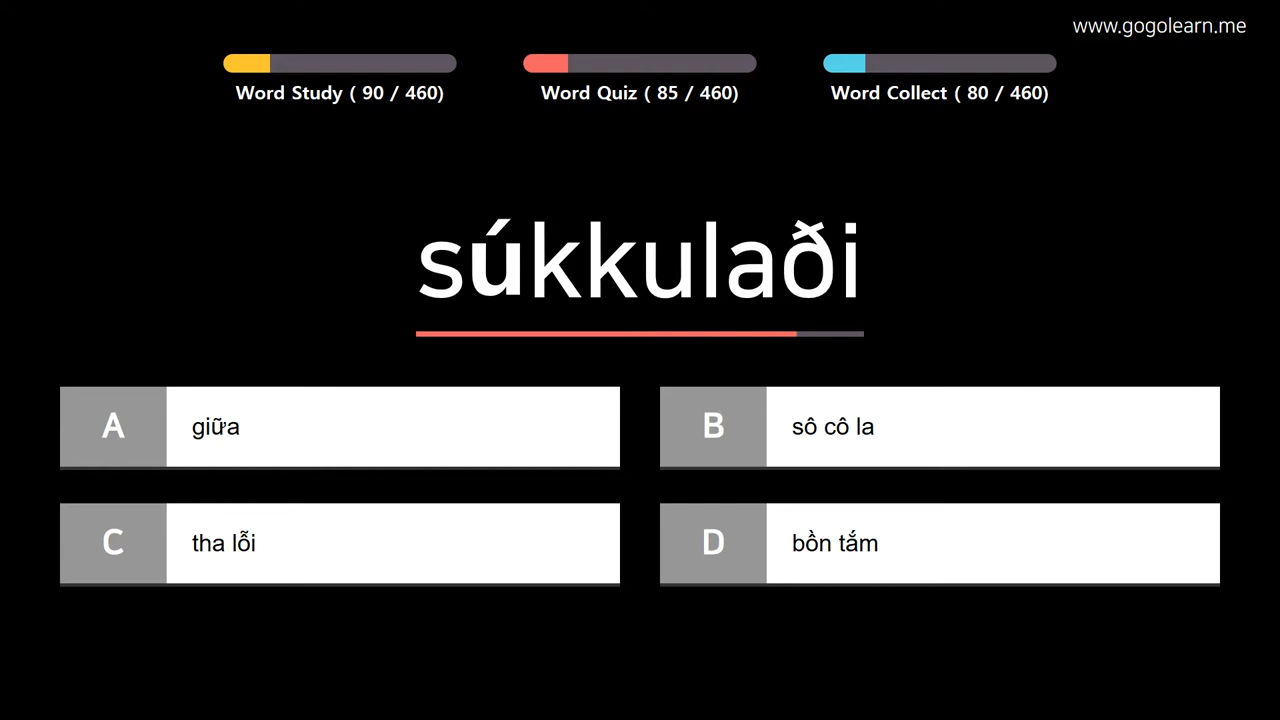 www.gogolearn.me
Word Study ( 90 / 460)
Word Quiz ( 85 / 460)
Word Collect ( 80 / 460)
súkkulaði
A giữa
B sô cô la
C tha lỗi
D bồn tắm